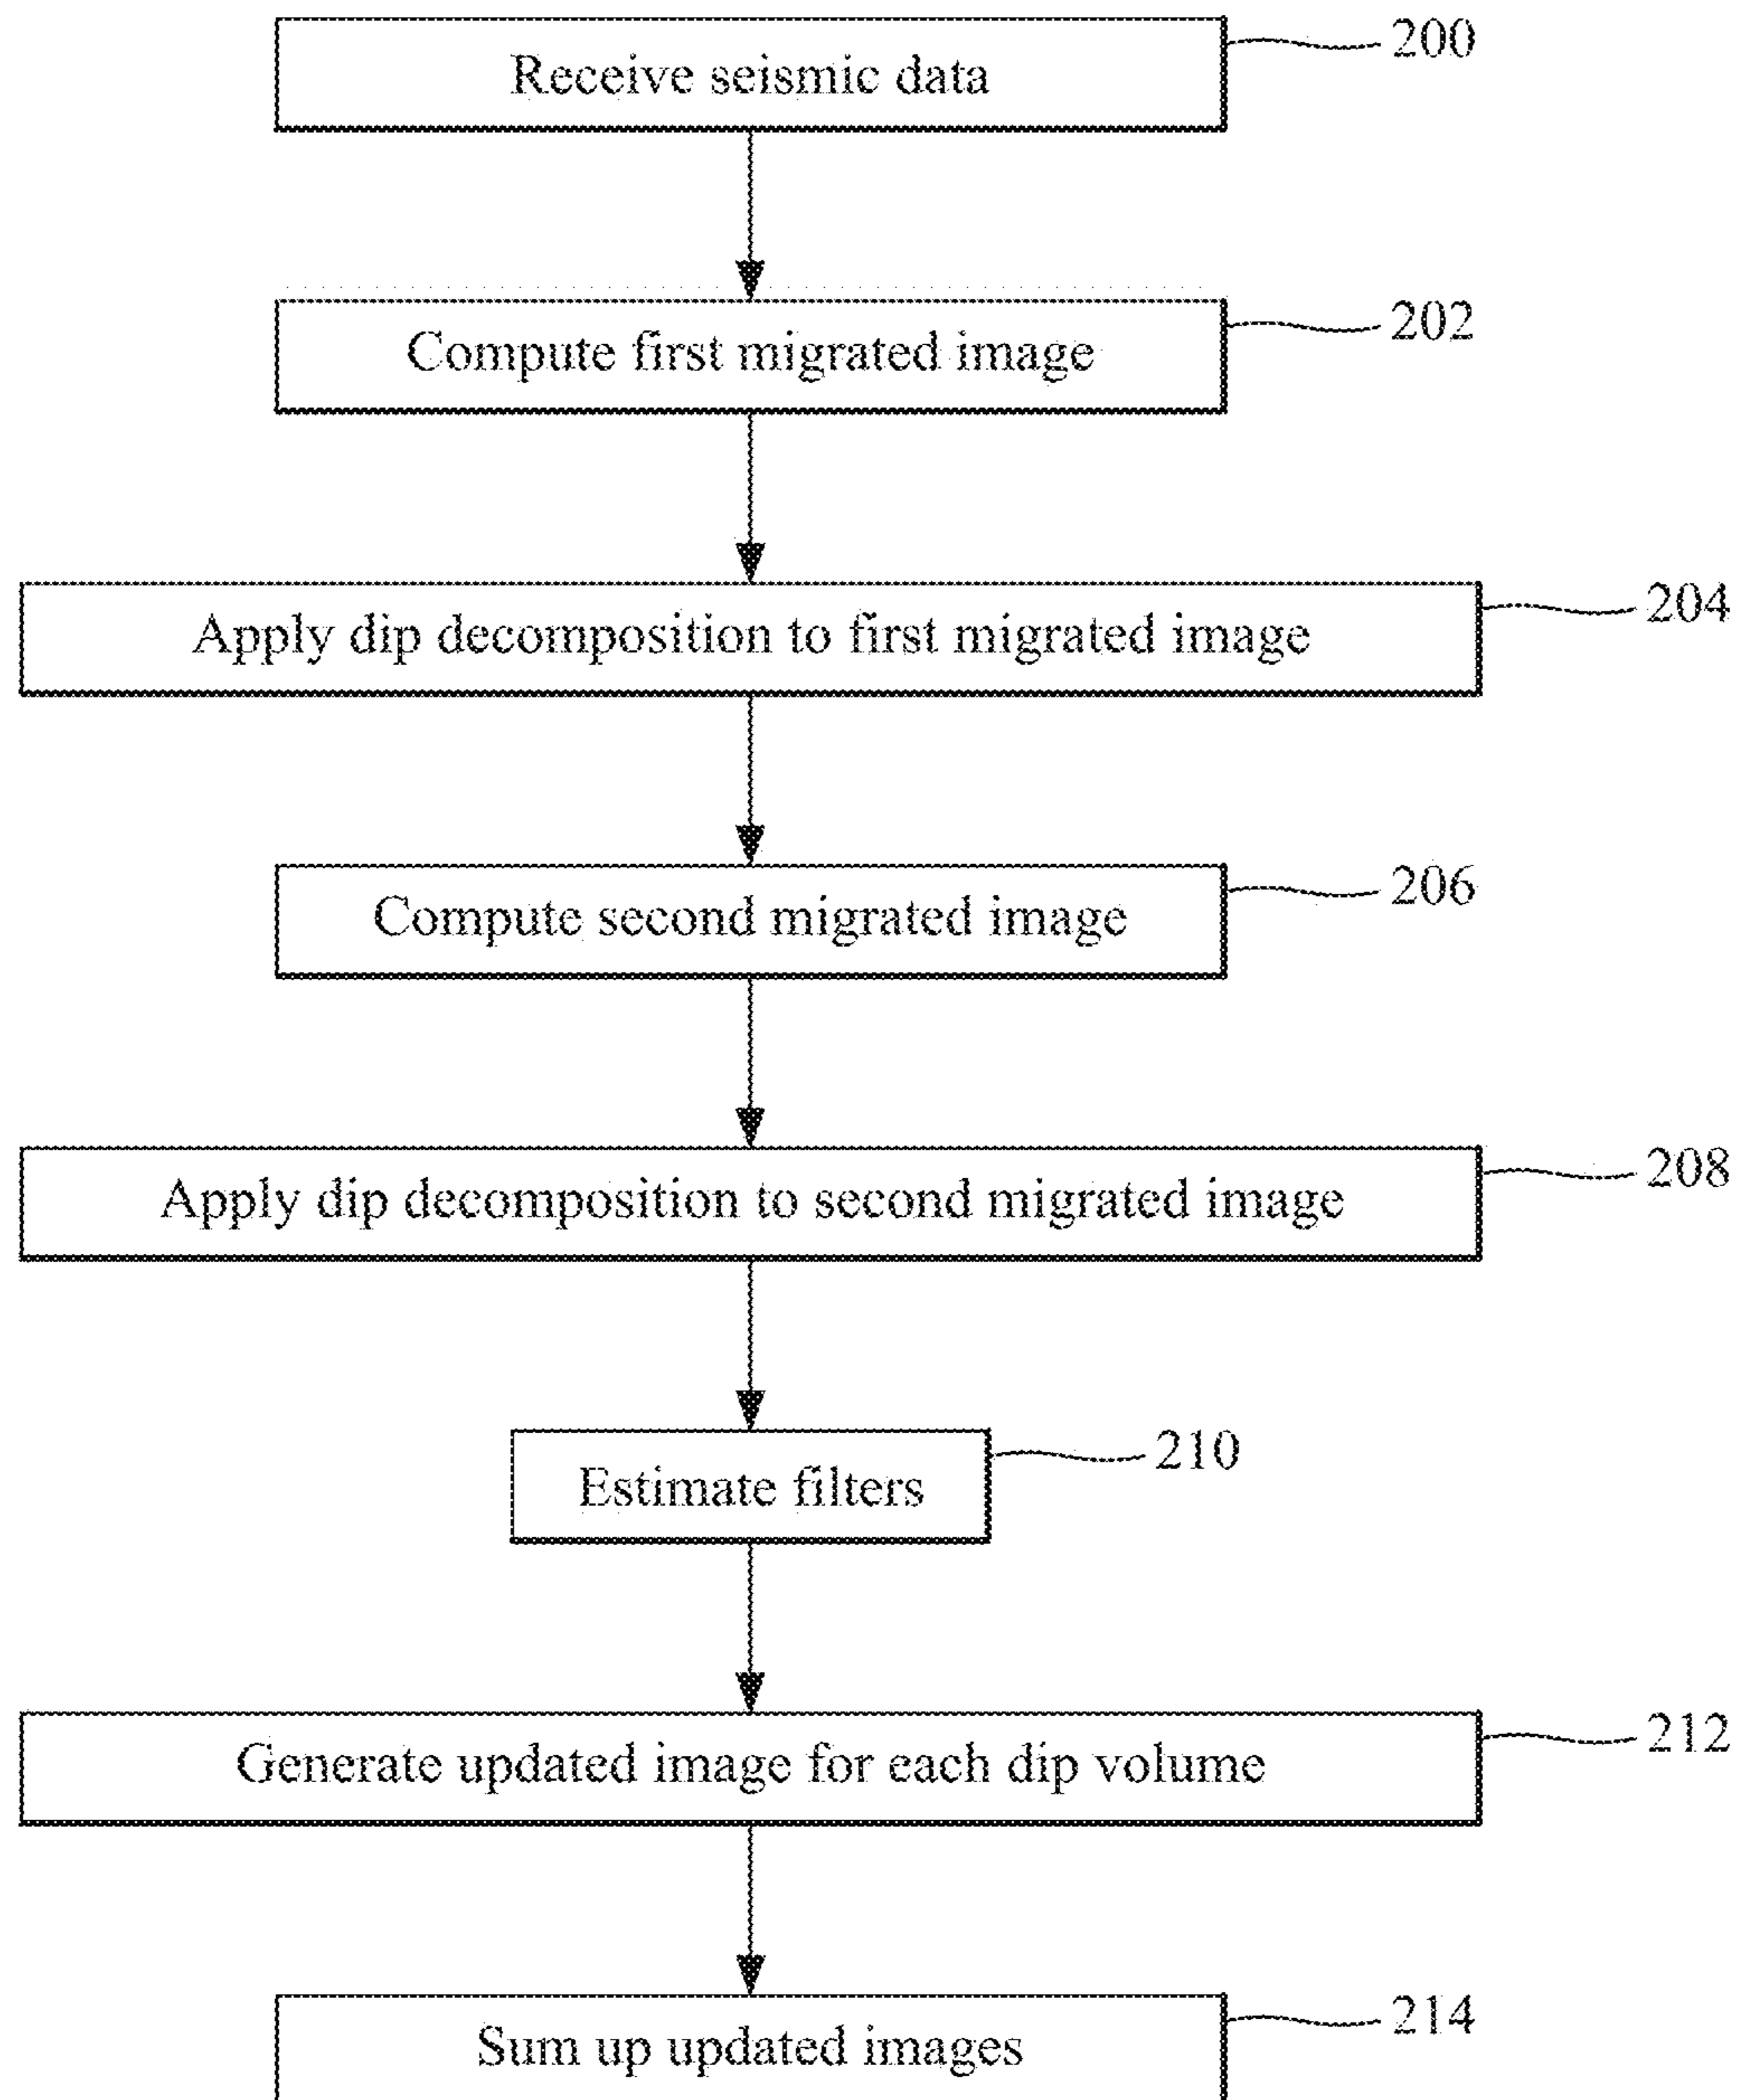 Receive seismic data
200
Compute first migrated image
202
Apply dip decomposition to first migrated image
204
Compute second migrated image
206
Apply dip decomposition to second migrated image
208
Estimate filters
210
Generate updated image for each dip volume
212
Sum up updated images
214